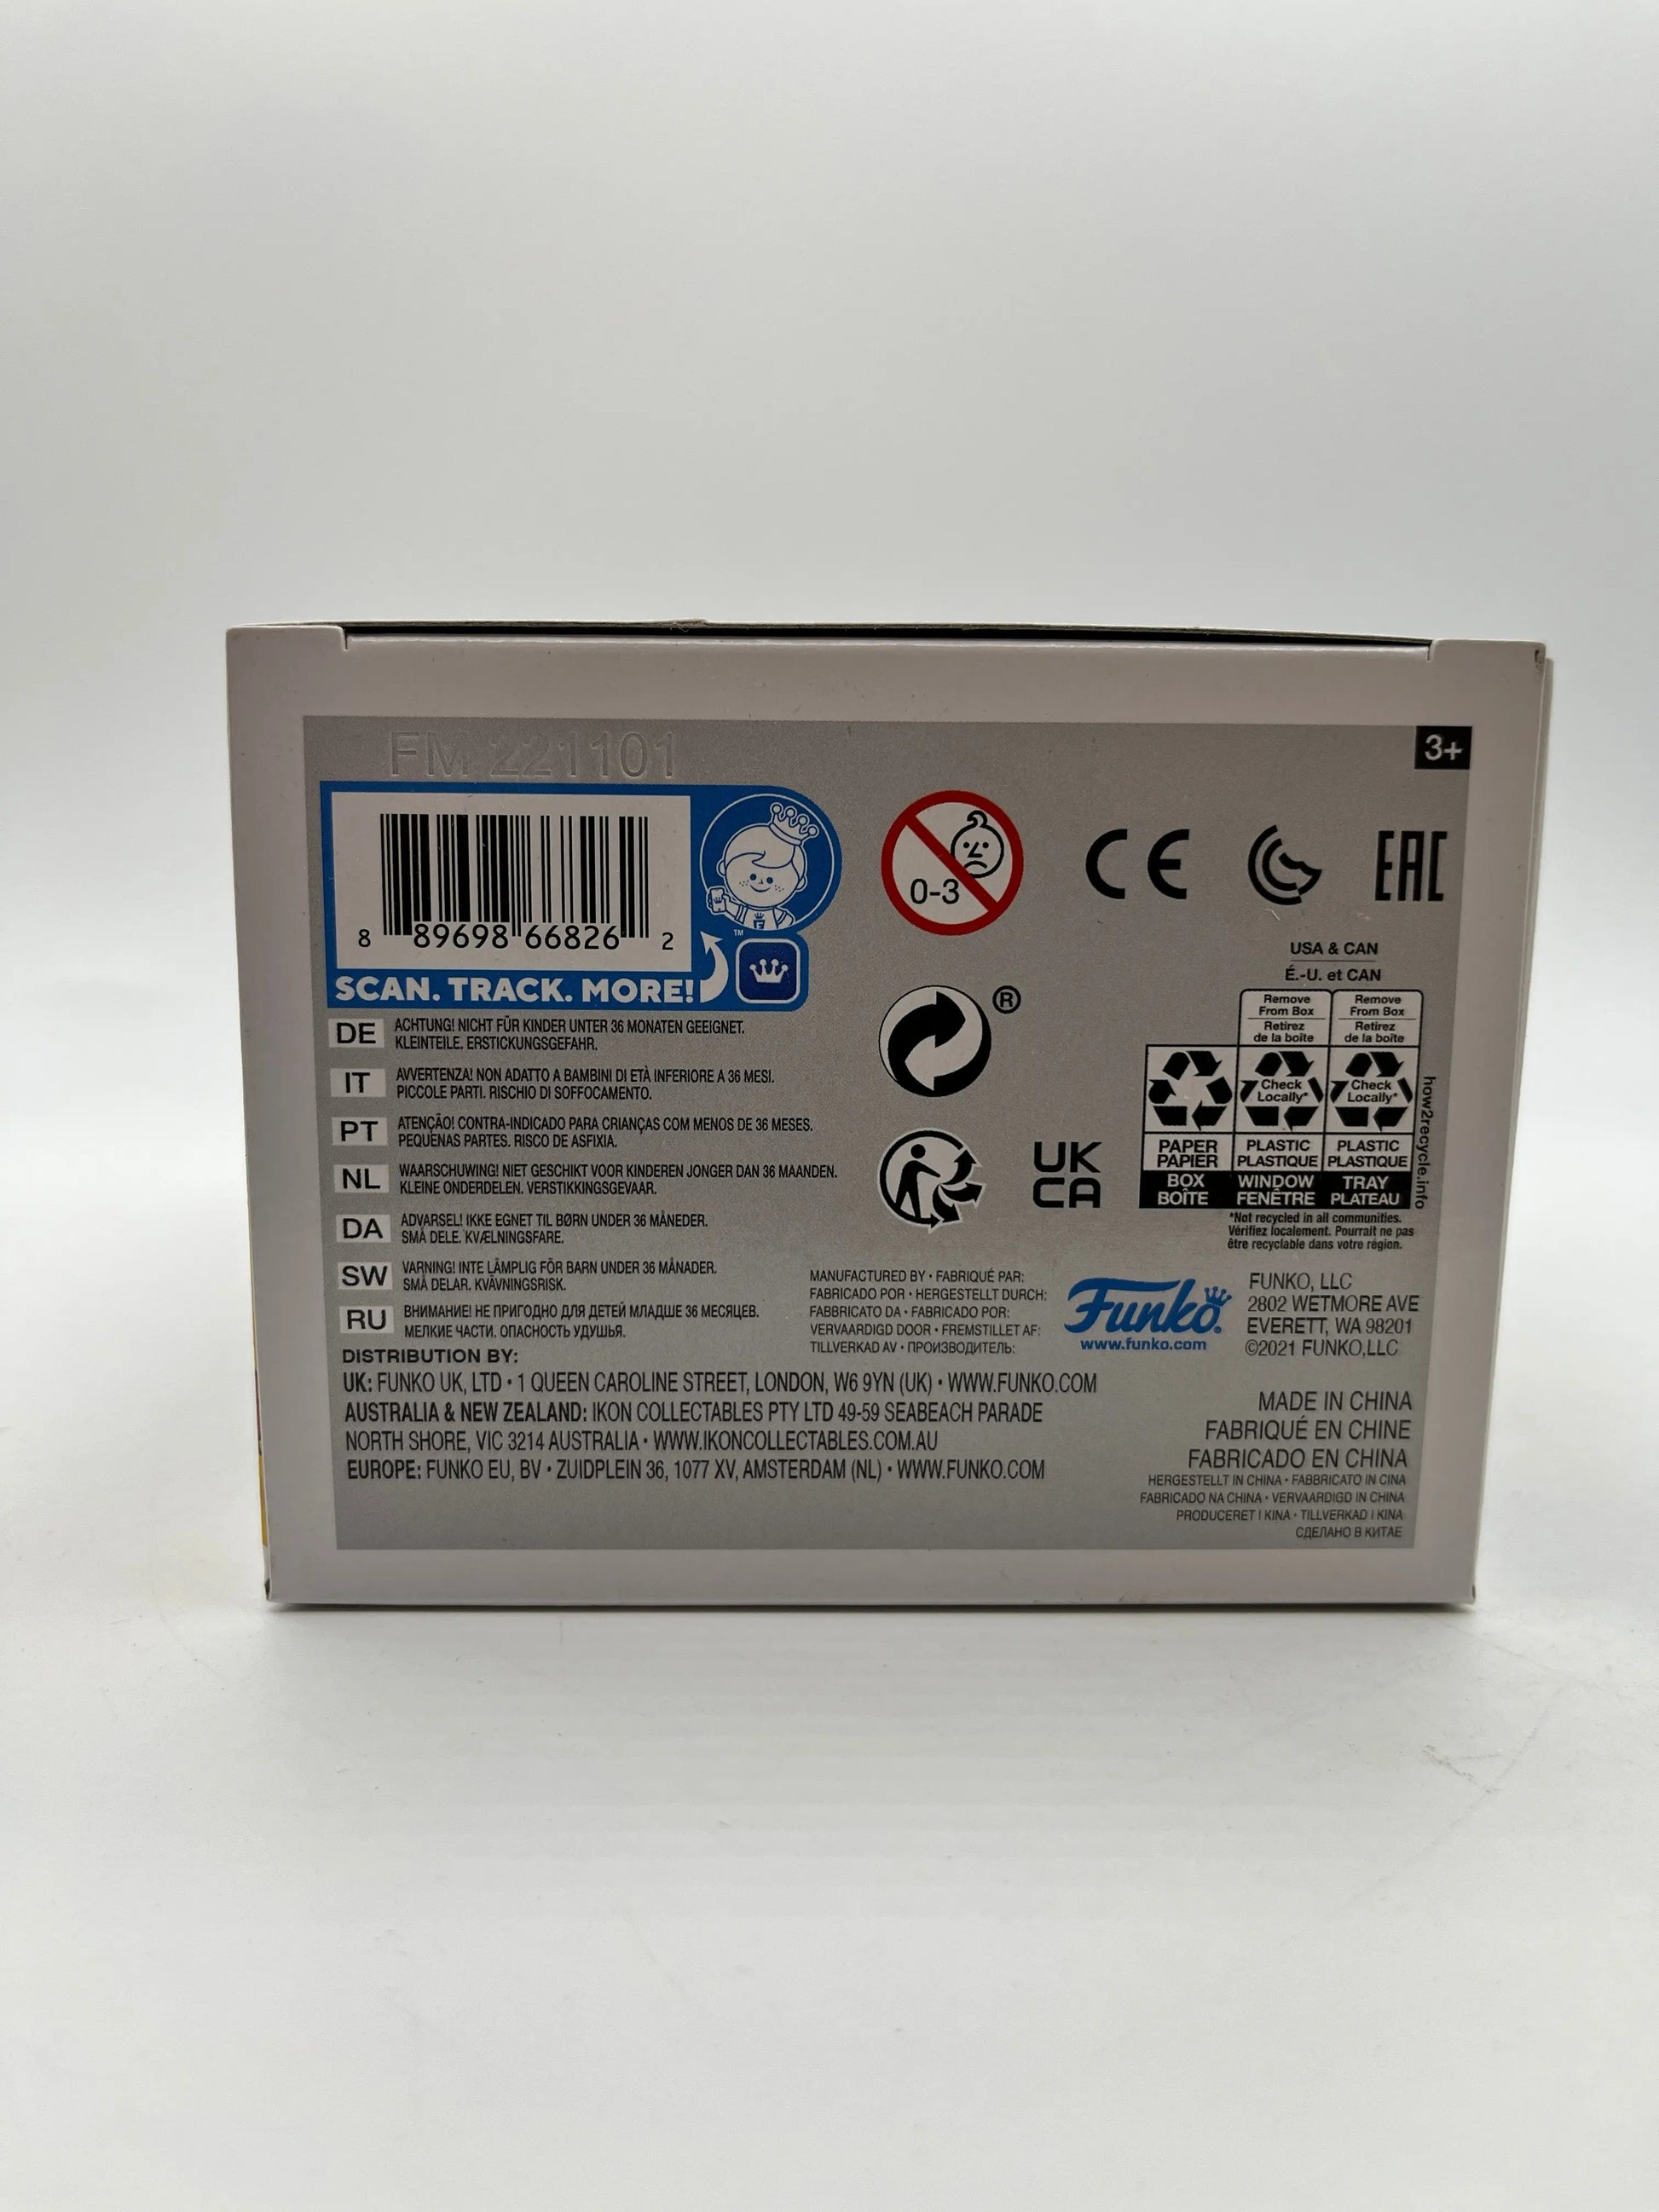 FM 221101
3+
8 89698 66826 2
TM
SCAN. TRACK. MORE!
0-3
CE
EAC
USA & CAN
É.-U. et CAN
Remove From Box
Retirez de la boîte
Remove From Box
Retirez de la boîte
Check Locally*
Check Locally*
PAPER PAPIER
PLASTIC PLASTIQUE
PLASTIC PLASTIQUE
BOX BOÎTE
WINDOW FENÊTRE
TRAY PLATEAU
how2recycle.info
*Not recycled in all communities.
Vérifiez localement. Pourrait ne pas
être recyclable dans votre région.
®
UK
CA
DE ACHTUNG! NICHT FÜR KINDER UNTER 36 MONATEN GEEIGNET.
KLEINTEILE. ERSTICKUNGSGEFAHR.
IT AVVERTENZA! NON ADATTO A BAMBINI DI ETÀ INFERIORE A 36 MESI.
PICCOLE PARTI. RISCHIO DI SOFFOCAMENTO.
PT ATENÇÃO! CONTRA-INDICADO PARA CRIANÇAS COM MENOS DE 36 MESES.
PEQUENAS PARTES. RISCO DE ASFIXIA.
NL WAARSCHUWING! NIET GESCHIKT VOOR KINDEREN JONGER DAN 36 MAANDEN.
KLEINE ONDERDELEN. VERSTIKKINGSGEVAAR.
DA ADVARSEL! IKKE EGNET TIL BØRN UNDER 36 MÅNEDER.
SMÅ DELE. KVÆLNINGSFARE.
SW VARNING! INTE LÄMPLIG FÖR BARN UNDER 36 MÅNADER.
SMÅ DELAR. KVÄVNINGSRISK.
RU ВНИМАНИЕ! НЕ ПРИГОДНО ДЛЯ ДЕТЕЙ МЛАДШЕ 36 МЕСЯЦЕВ.
МЕЛКИЕ ЧАСТИ. ОПАСНОСТЬ УДУШЬЯ.
MANUFACTURED BY • FABRIQUÉ PAR:
FABRICADO POR • HERGESTELLT DURCH:
FABBRICATO DA • FABRICADO POR:
VERVAARDIGD DOOR • FREMSTILLET AF:
TILLVERKAD AV • ПРОИЗВОДИТЕЛЬ:
Funko®
www.funko.com
FUNKO, LLC
2802 WETMORE AVE
EVERETT, WA 98201
©2021 FUNKO,LLC
DISTRIBUTION BY:
UK: FUNKO UK, LTD • 1 QUEEN CAROLINE STREET, LONDON, W6 9YN (UK) • WWW.FUNKO.COM
AUSTRALIA & NEW ZEALAND: IKON COLLECTABLES PTY LTD 49-59 SEABEACH PARADE
NORTH SHORE, VIC 3214 AUSTRALIA • WWW.IKONCOLLECTABLES.COM.AU
EUROPE: FUNKO EU, BV • ZUIDPLEIN 36, 1077 XV, AMSTERDAM (NL) • WWW.FUNKO.COM
MADE IN CHINA
FABRIQUÉ EN CHINE
FABRICADO EN CHINA
HERGESTELLT IN CHINA • FABBRICATO IN CINA
FABRICADO NA CHINA • VERVAARDIGD IN CHINA
PRODUCERET I KINA • TILLVERKAD I KINA
СДЕЛАНО В КИТАЕ